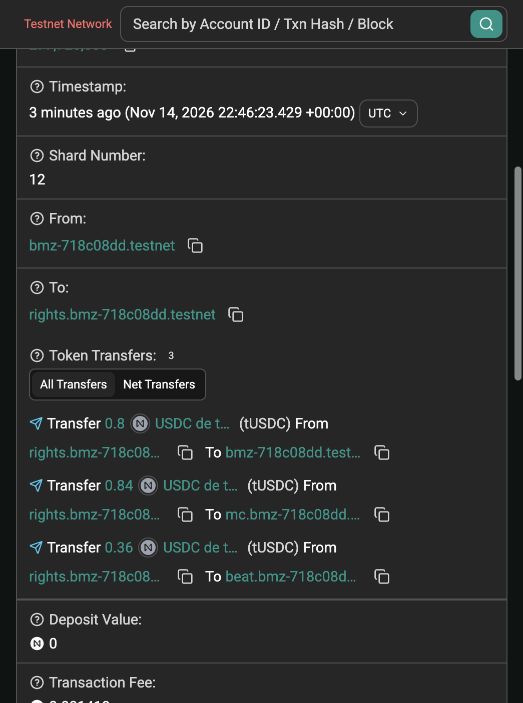 Testnet Network
Search by Account ID / Txn Hash / Block
Timestamp:
3 minutes ago (Nov 14, 2026 22:46:23.429 +00:00) UTC
Shard Number:
12
From:
bmz-718c08dd.testnet
To:
rights.bmz-718c08dd.testnet
Token Transfers: 3
All Transfers Net Transfers
Transfer 0.8 USDC de t... (tUSDC) From
rights.bmz-718c08... To bmz-718c08dd.test...
Transfer 0.84 USDC de t... (tUSDC) From
rights.bmz-718c08... To mc.bmz-718c08dd....
Transfer 0.36 USDC de t... (tUSDC) From
rights.bmz-718c08... To beat.bmz-718c08d...
Deposit Value:
0
Transaction Fee: